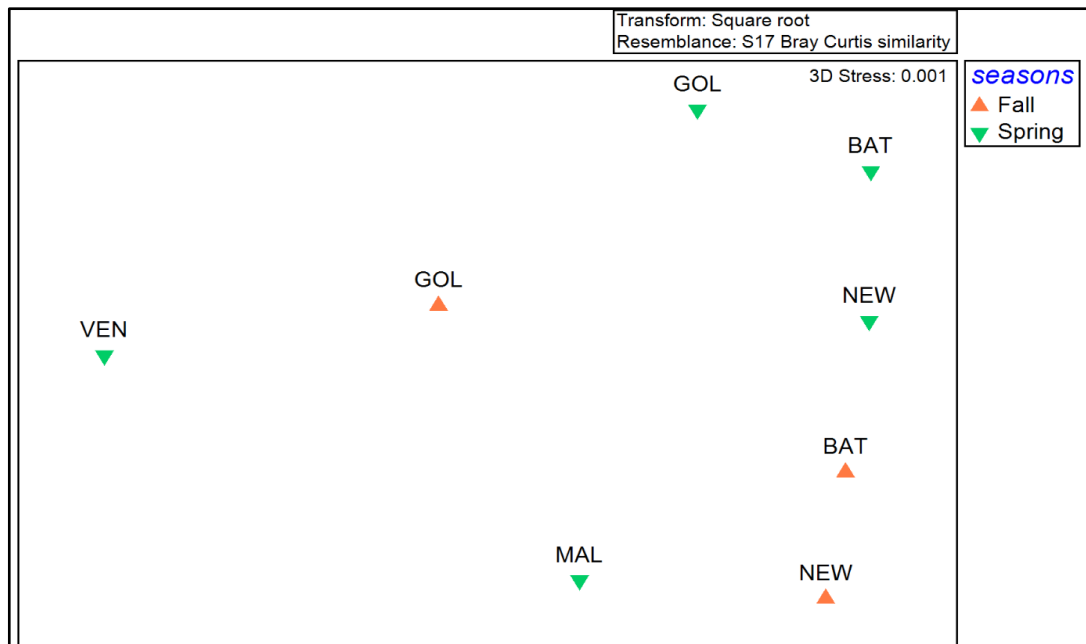 Transform: Square root
Resemblance: S17 Bray Curtis similarity
3D Stress: 0.001
seasons
Fall
Spring
GOL
BAT
GOL
NEW
VEN
BAT
MAL
NEW